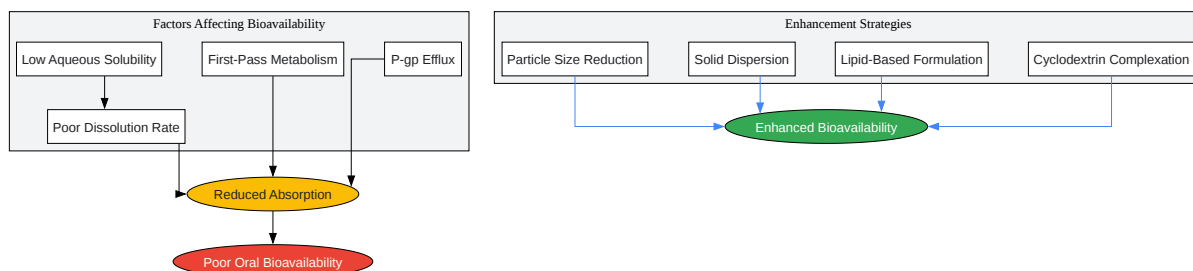 Factors Affecting Bioavailability
Low Aqueous Solubility
First-Pass Metabolism
P-gp Efflux
Poor Dissolution Rate
Reduced Absorption
Poor Oral Bioavailability
Enhancement Strategies
Particle Size Reduction
Solid Dispersion
Lipid-Based Formulation
Cyclodextrin Complexation
Enhanced Bioavailability